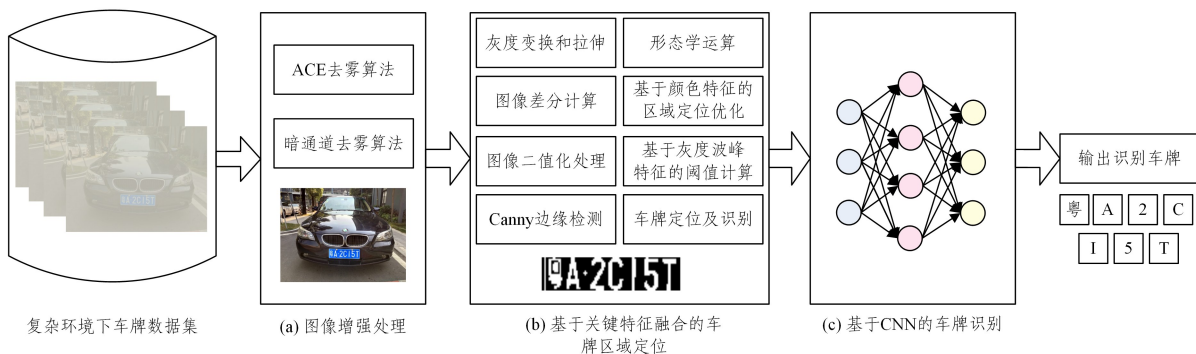 灰度变换和拉伸
形态学运算
ACE去雾算法
图像差分计算
基于颜色特征的
区域定位优化
暗通道去雾算法
图像二值化处理
基于灰度波峰
特征的阈值计算
Canny边缘检测
车牌定位及识别
粤A·2C15T
粤A·2C15T
输出识别车牌
粤 A 2 C
I 5 T
复杂环境下车牌数据集
(a) 图像增强处理
(b) 基于关键特征融合的车
牌区域定位
(c) 基于CNN的车牌识别